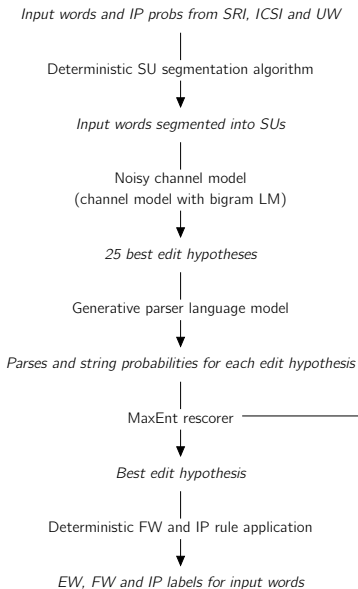 Input words and IP probs from SRI, ICSI and UW
Deterministic SU segmentation algorithm
Input words segmented into SUs
Noisy channel model
(channel model with bigram LM)
25 best edit hypotheses
Generative parser language model
Parses and string probabilities for each edit hypothesis
MaxEnt rescorer
Best edit hypothesis
Deterministic FW and IP rule application
EW, FW and IP labels for input words